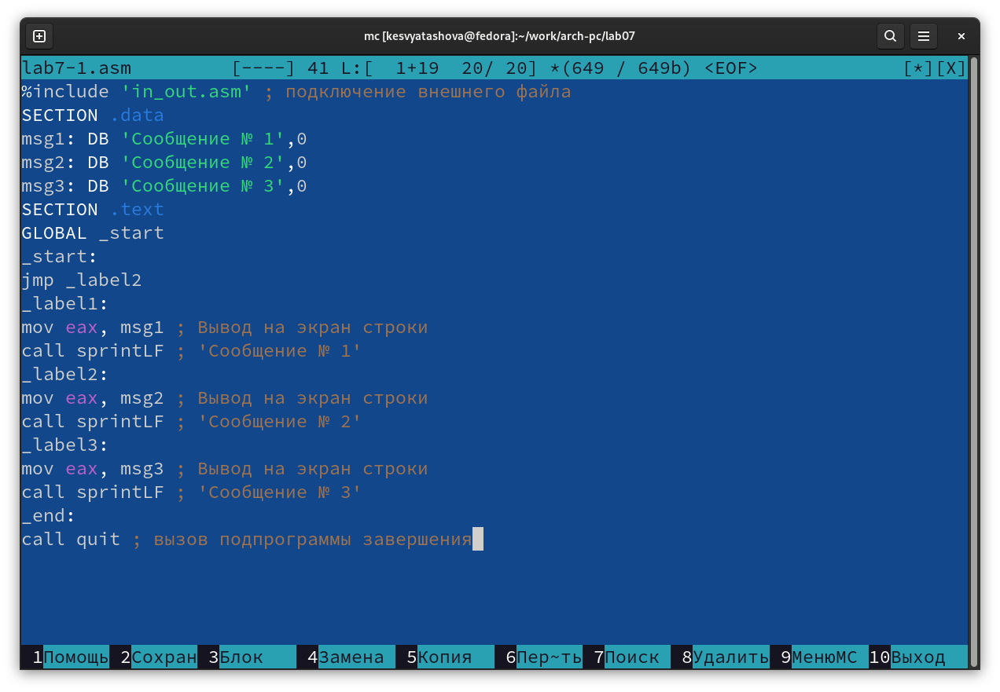 mc [kesvyatashova@fedora]:~/work/arch-pc/lab07
lab7-1.asm [----] 41 L:[ 1+19 20/ 20] *(649 / 649b) <EOF> [*][X]
%include 'in_out.asm' ; подключение внешнего файла
SECTION .data
msg1: DB 'Сообщение № 1',0
msg2: DB 'Сообщение № 2',0
msg3: DB 'Сообщение № 3',0
SECTION .text
GLOBAL _start
_start:
jmp _label2
_label1:
mov eax, msg1 ; Вывод на экран строки
call sprintLF ; 'Сообщение № 1'
_label2:
mov eax, msg2 ; Вывод на экран строки
call sprintLF ; 'Сообщение № 2'
_label3:
mov eax, msg3 ; Вывод на экран строки
call sprintLF ; 'Сообщение № 3'
_end:
call quit ; вызов подпрограммы завершения
1Помощь 2Сохран 3Блок 4Замена 5Копия 6Пер~ть 7Поиск 8Удалить 9МенюMC 10Выход